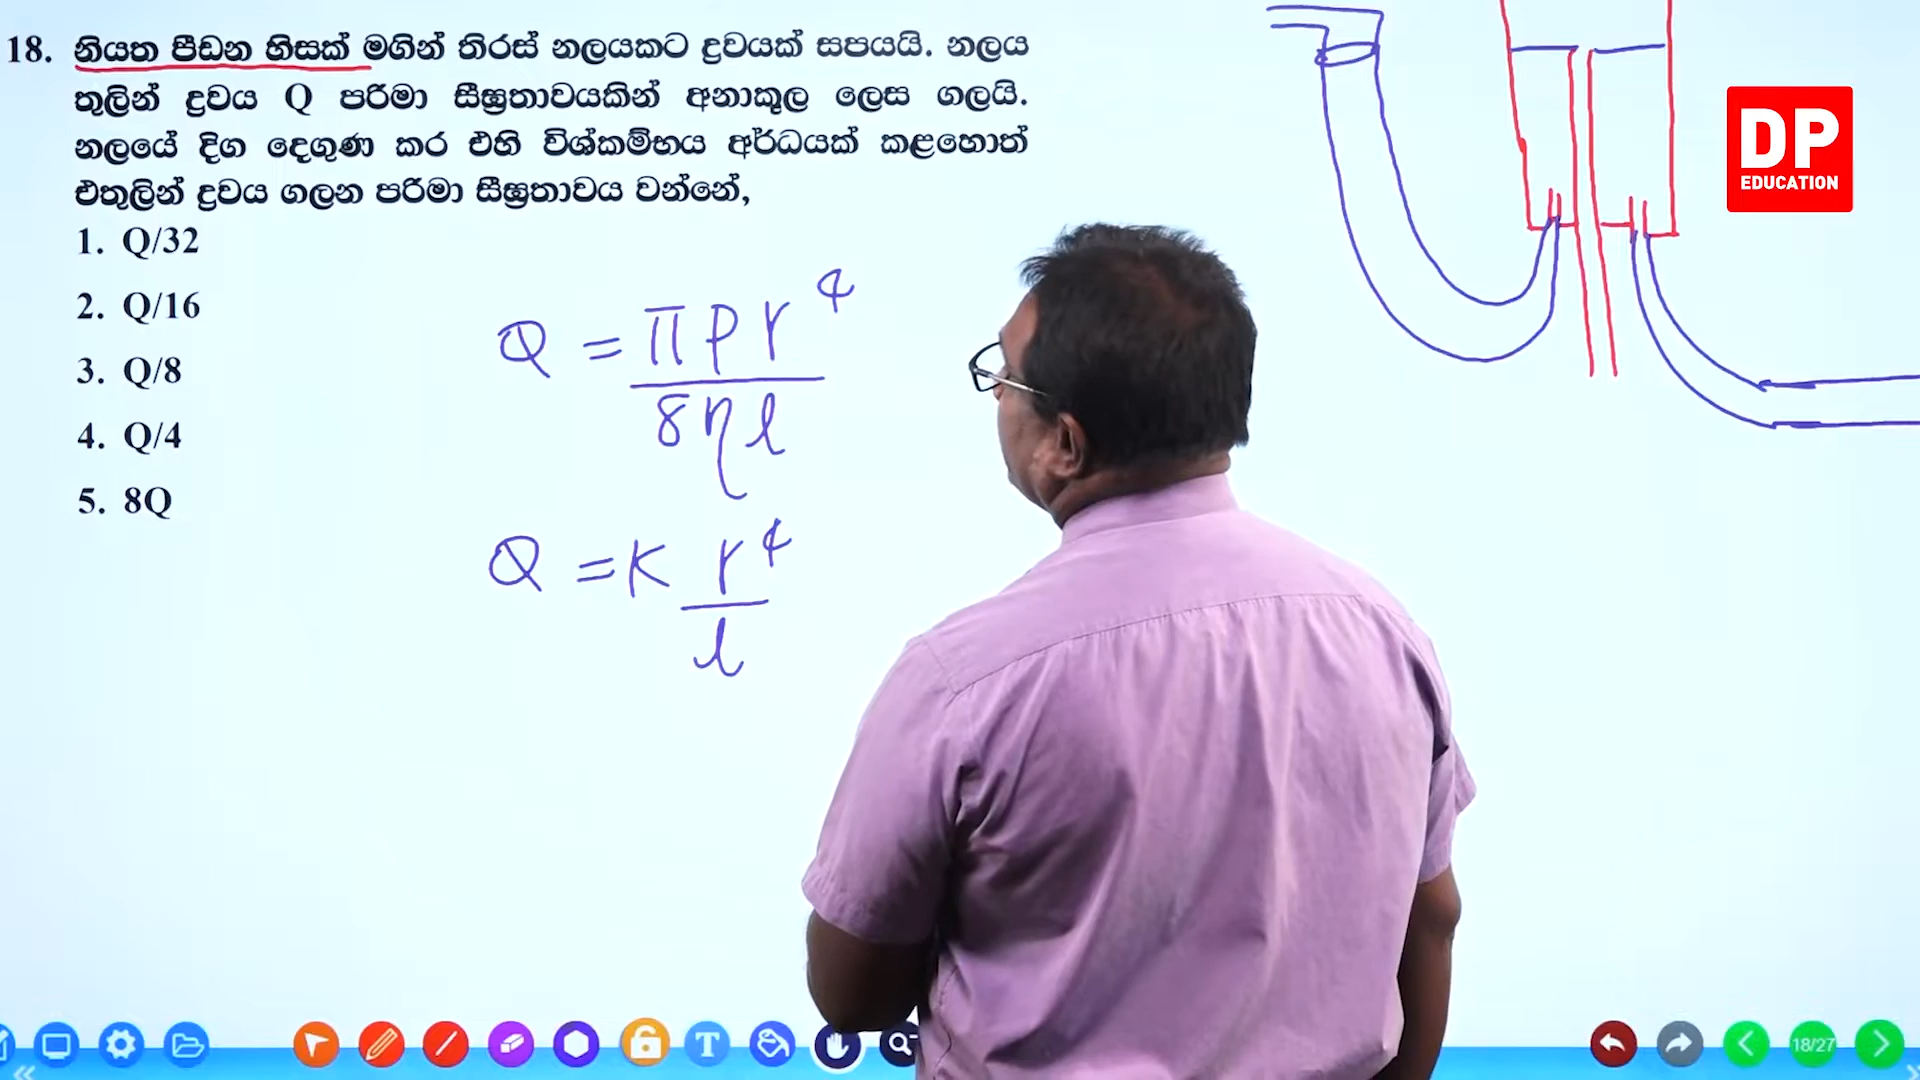 18. නියත පීඩන හිසක් මගින් තිරස් නලයකට ද්‍රවයක් සපයයි. නලය
තුලින් ද්‍රවය Q පරිමා සීඝ්‍රතාවයකින් අනාකූල ලෙස ගලයි.
නලයේ දිග දෙගුණ කර එහි විශ්කම්භය අර්ධයක් කළහොත්
එතුලින් ද්‍රවය ගලන පරිමා සීඝ්‍රතාවය වන්නේ,
1. Q/32
2. Q/16
3. Q/8
4. Q/4
5. 8Q
Q = πpr⁴
8ηl
Q = K r⁴
l
DP
EDUCATION
T
18/27